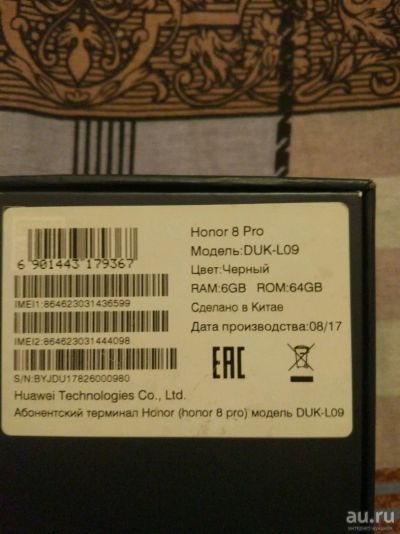 Honor 8 Pro
Модель:DUK-L09
Цвет:Черный
RAM:6GB ROM:64GB
Сделано в Китае
Дата производства:08/17
6 901443 179367
IMEI1:864623031436599
IMEI2:864623031444098
S/N:BYJDU17826000980
EAC
Huawei Technologies Co., Ltd.
Абонентский терминал Honor (honor 8 pro) модель DUK-L09
au.ru
интернет-аукцион